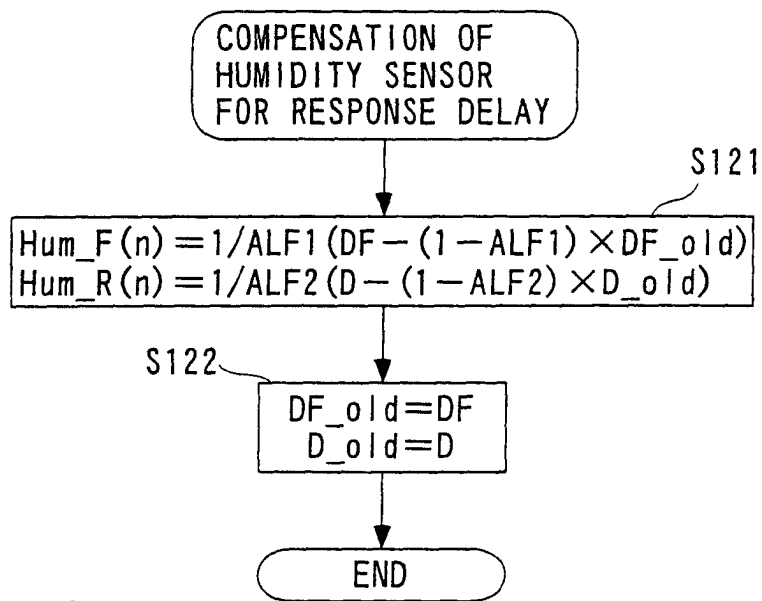 COMPENSATION OF
HUMIDITY SENSOR
FOR RESPONSE DELAY
S121
Hum_F(n)=1/ALF1(DF-(1-ALF1)×DF_old)
Hum_R(n)=1/ALF2(D-(1-ALF2)×D_old)
S122
DF_old=DF
D_old=D
END